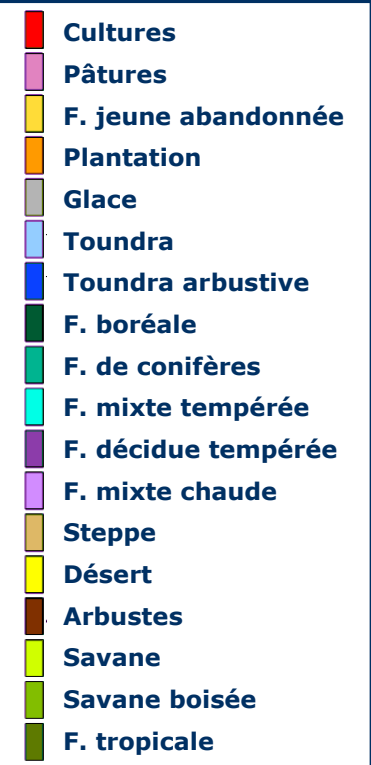 Cultures
Pâtures
F. jeune abandonnée
Plantation
Glace
Toundra
Toundra arbustive
F. boréale
F. de conifères
F. mixte tempérée
F. décidue tempérée
F. mixte chaude
Steppe
Désert
Arbustes
Savane
Savane boisée
F. tropicale